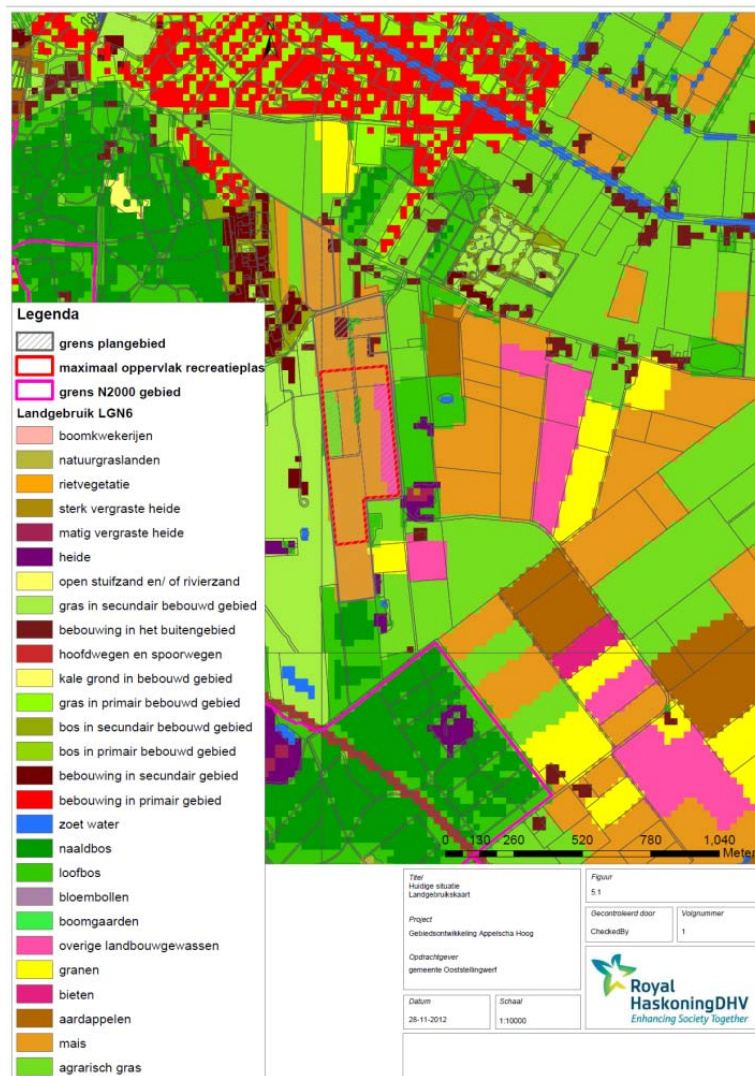 Legenda
grens plangebied
maximaal oppervlak recreatieplas
grens N2000 gebied
Landgebruik LGN6
boomkwekerijen
natuurgraslanden
rietvegetatie
sterk vergraste heide
matig vergraste heide
heide
open stuifzand en/ of rivierzand
gras in secundair bebouwd gebied
bebouwing in het buitengebied
hoofdwegen en spoorwegen
kale grond in bebouwd gebied
gras in primair bebouwd gebied
bos in secundair bebouwd gebied
bos in primair bebouwd gebied
bebouwing in secundair gebied
bebouwing in primair gebied
zoet water
naaldbos
loofbos
bloembollen
boomgaarden
overige landbouwgewassen
granen
bieten
aardappelen
mais
agrarisch gras
0 130 260 520 780 1,040
Meter
Titel
Huidige situatie
Landgebruikskaart
Project
Gebiedsontwikkeling Appelscha Hoog
Opdrachtgever
gemeente Ooststellingwerf
Datum
28-11-2012
Schaal
1:10000
Figuur
5.1
Gecontroleerd door
CheckedBy
Volgnummer
1
Royal
HaskoningDHV
Enhancing Society Together